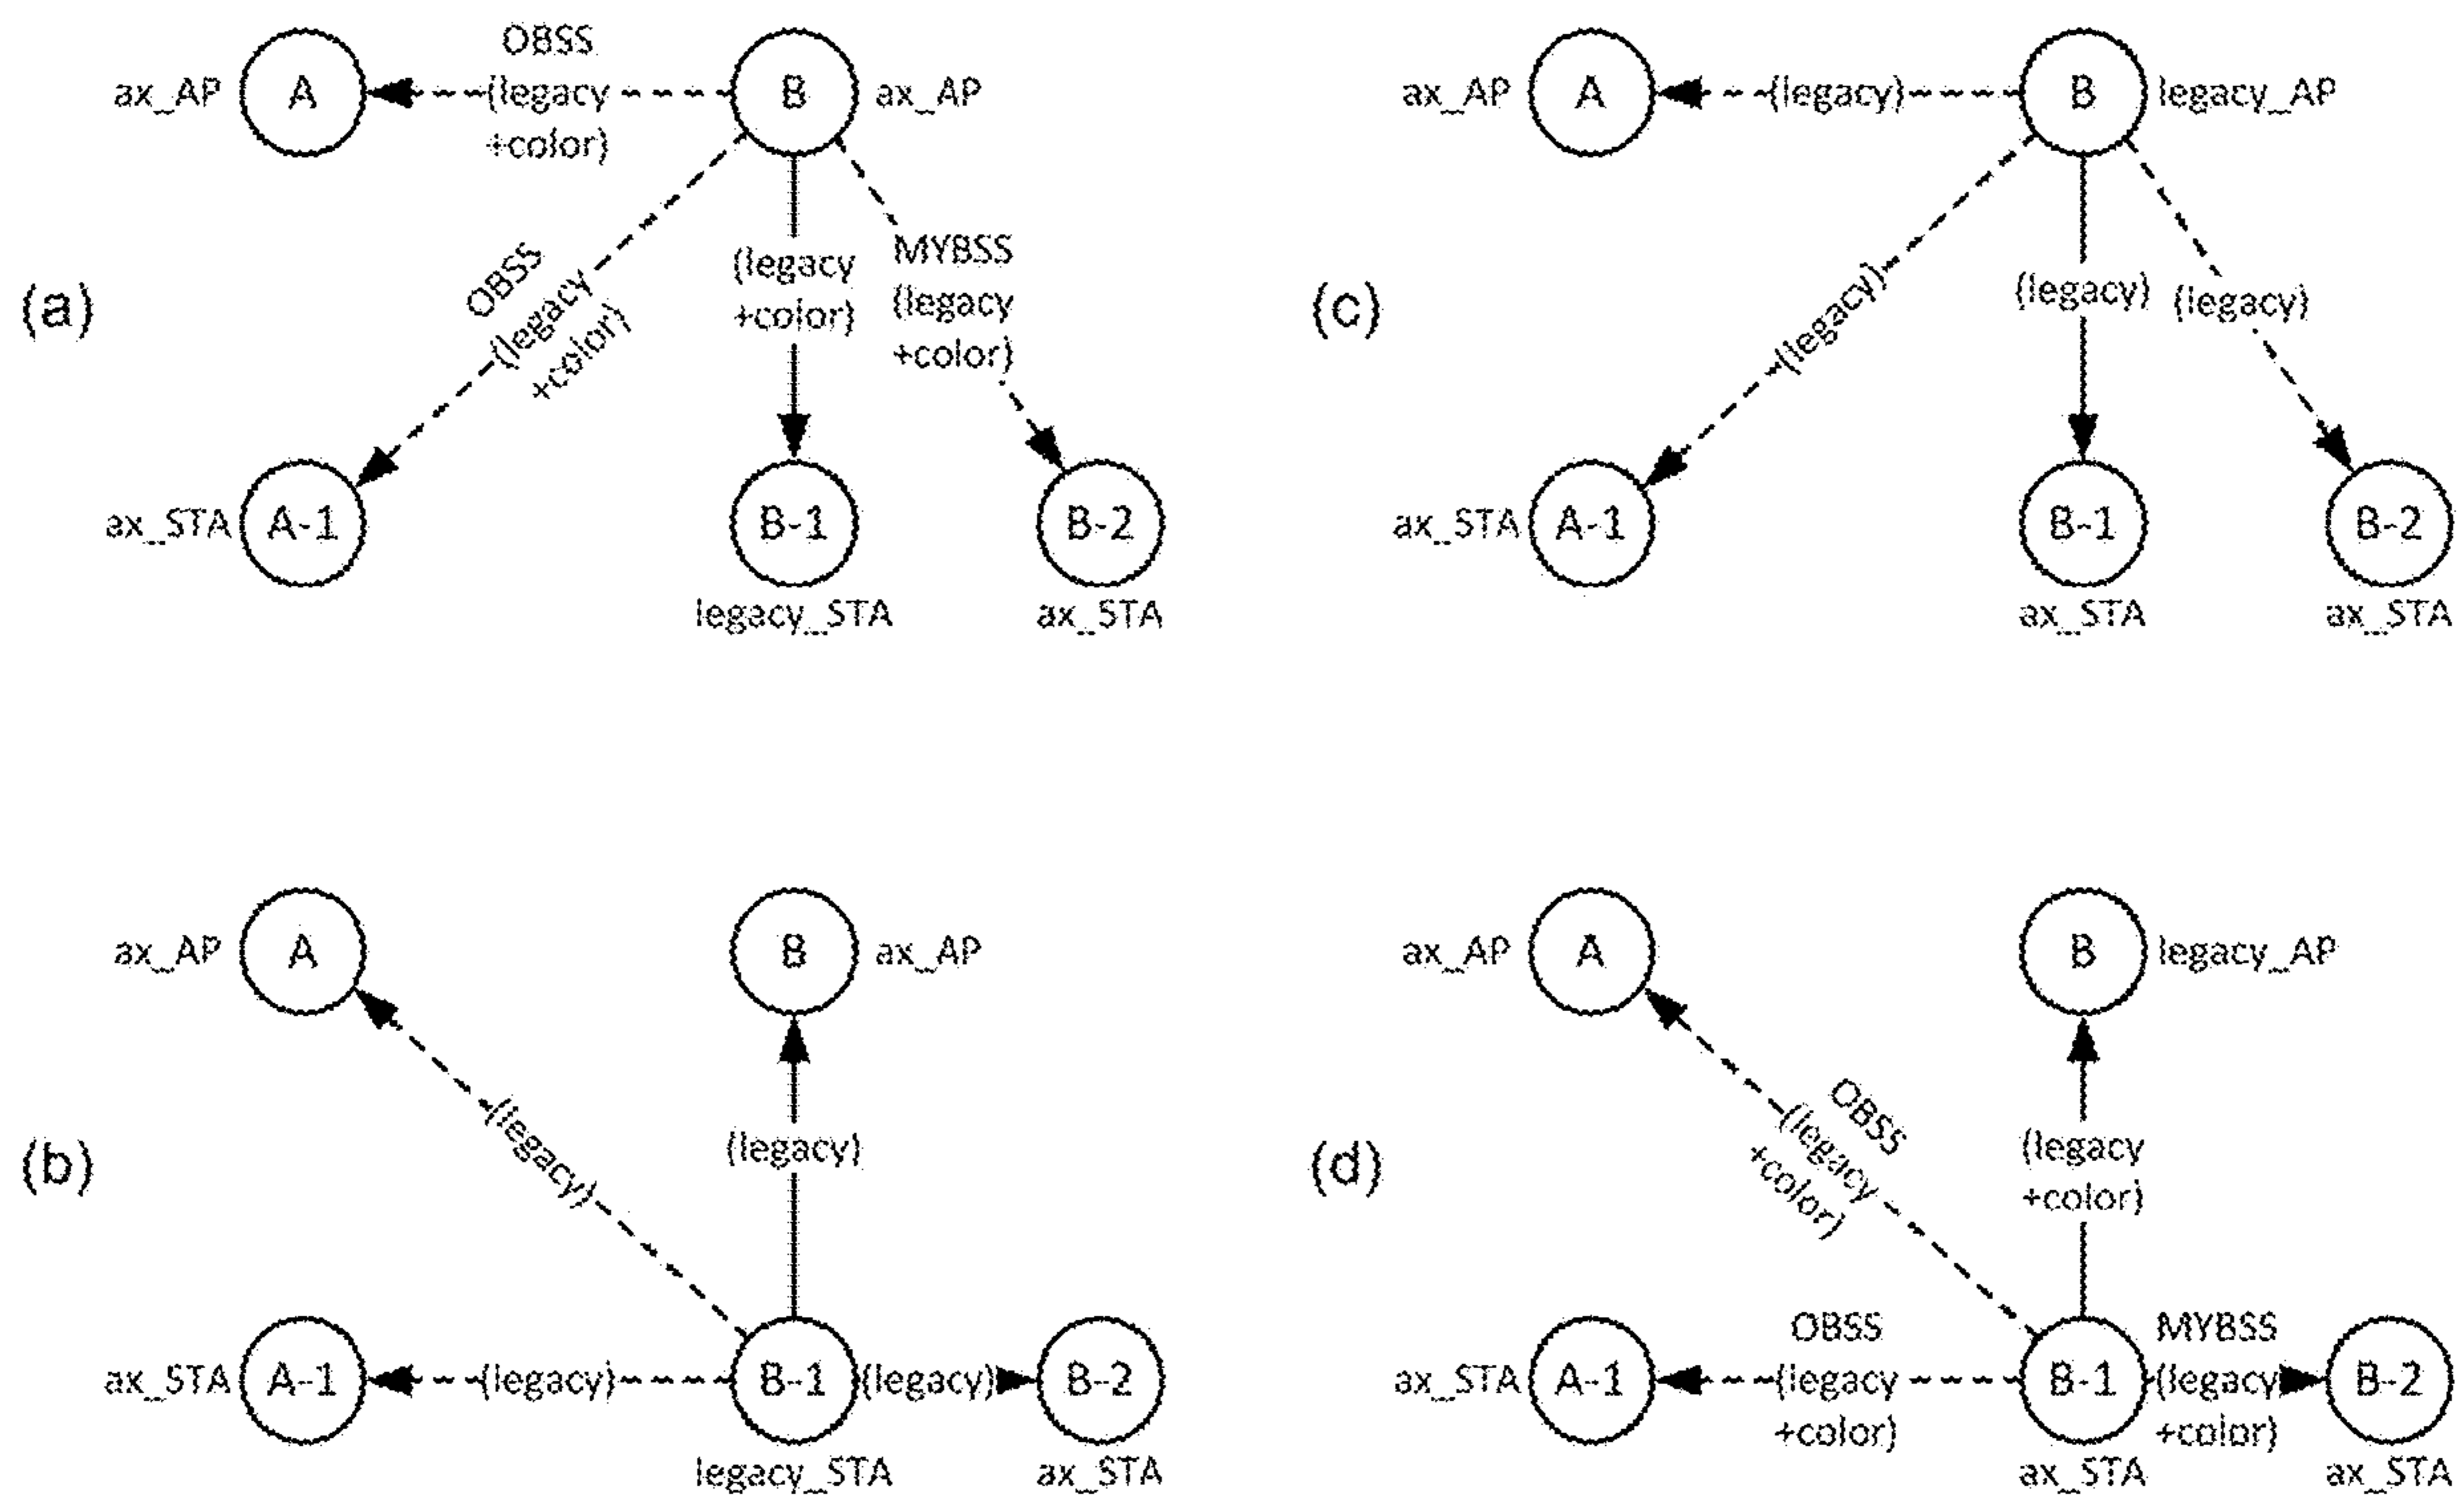 (a)
ax_AP
A
OBSS
(legacy
+color)
B
ax_AP
OBSS
(legacy
+color)
(legacy
+color)
MYBSS
(legacy
+color)
ax_STA
A-1
B-1
legacy_STA
B-2
ax_STA
(c)
ax_AP
A
(legacy)
B
legacy_AP
(legacy)
(legacy)
(legacy)
ax_STA
A-1
B-1
ax_STA
B-2
ax_STA
(b)
ax_AP
A
B
ax_AP
(legacy)
(legacy)
ax_STA
A-1
(legacy)
B-1
(legacy)
B-2
legacy_STA
ax_STA
(d)
ax_AP
A
B
legacy_AP
OBSS
(legacy
+color)
(legacy
+color)
ax_STA
A-1
OBSS
(legacy
+color)
B-1
MYBSS
(legacy
+color)
B-2
ax_STA
ax_STA